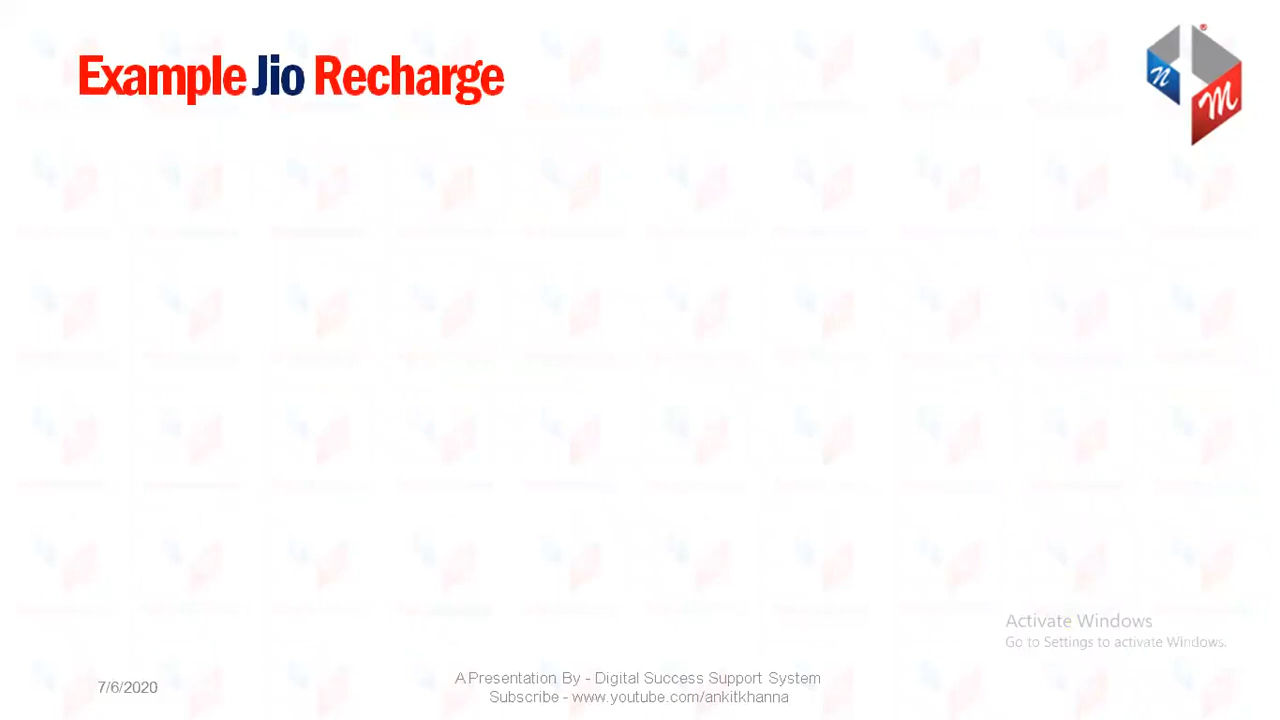 Example Jio Recharge
n
M
Activate Windows
Go to Settings to activate Windows.
7/6/2020
A Presentation By - Digital Success Support System
Subscribe - www.youtube.com/ankitkhanna